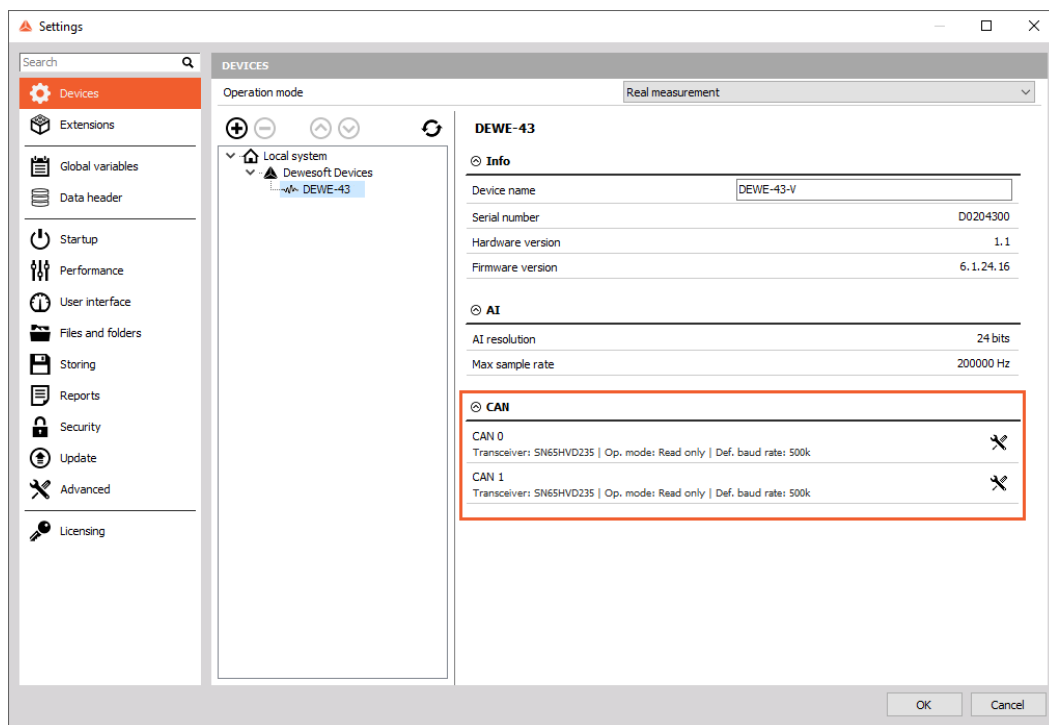 Settings
Search
Devices
Extensions
Global variables
Data header
Startup
Performance
User interface
Files and folders
Storing
Reports
Security
Update
Advanced
Licensing
DEVICES
Operation mode
Real measurement
Local system
Dewesoft Devices
DEWE-43
DEWE-43
Info
Device name DEWE-43-V
Serial number D0204300
Hardware version 1.1
Firmware version 6.1.24.16
AI
AI resolution 24 bits
Max sample rate 200000 Hz
CAN
CAN 0
Transceiver: SN65HVD235 | Op. mode: Read only | Def. baud rate: 500k
CAN 1
Transceiver: SN65HVD235 | Op. mode: Read only | Def. baud rate: 500k
OK Cancel